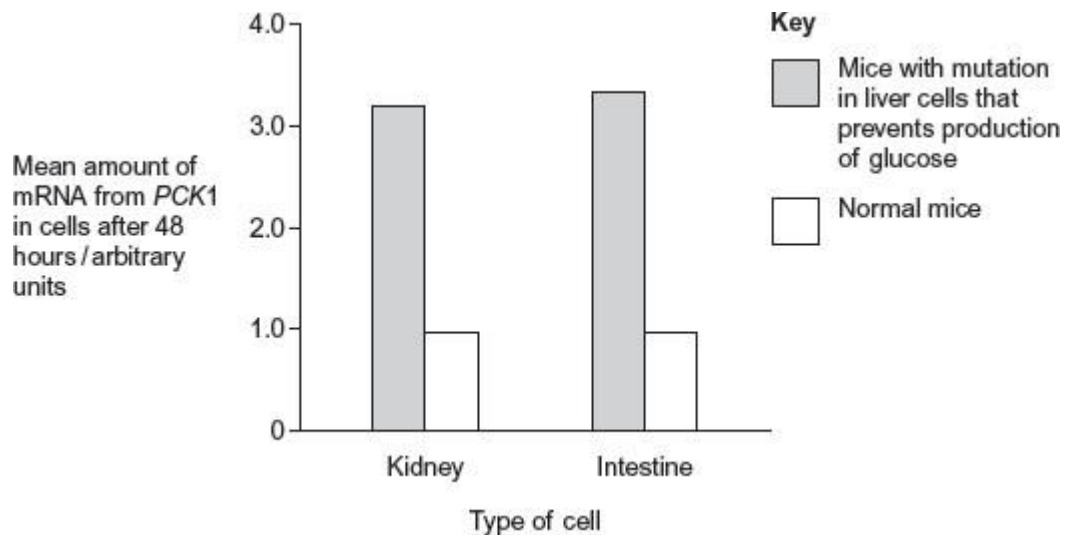 4.0
3.0
2.0
1.0
0
Mean amount of
mRNA from PCK1
in cells after 48
hours / arbitrary
units
Kidney
Intestine
Type of cell
Key
Mice with mutation
in liver cells that
prevents production
of glucose
Normal mice